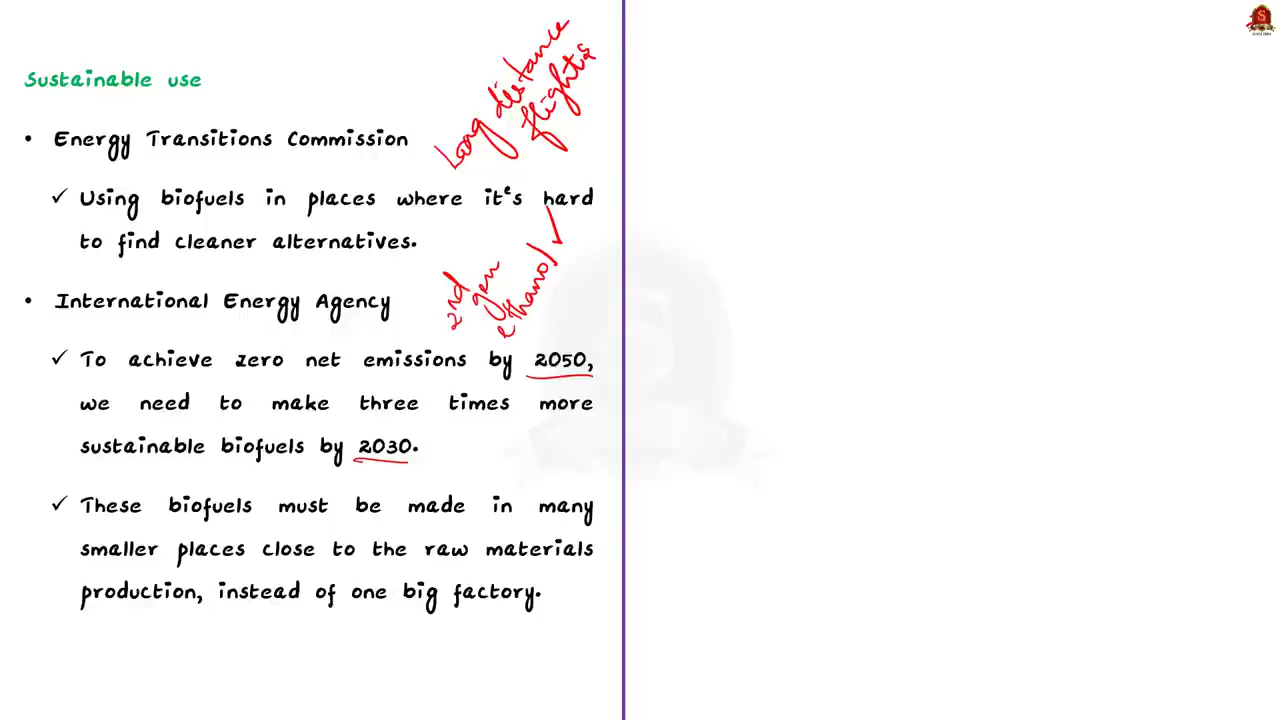 Sustainable use
• Energy Transitions Commission
✓ Using biofuels in places where it's hard
to find cleaner alternatives.
• International Energy Agency
✓ To achieve zero net emissions by 2050,
we need to make three times more
sustainable biofuels by 2030.
✓ These biofuels must be made in many
smaller places close to the raw materials
production, instead of one big factory.
Long distance
flights
2nd
gen
ethanol ✓
S